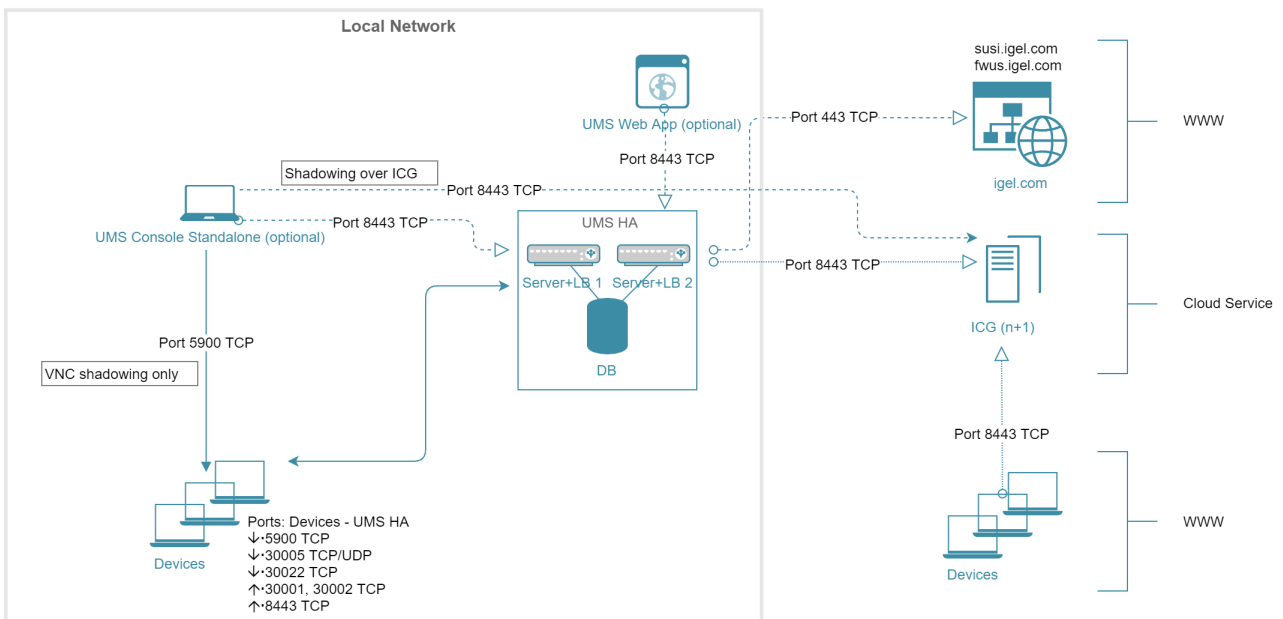 Local Network
susi.igel.com
fwus.igel.com
UMS Web App (optional)
Port 443 TCP
WWW
Port 8443 TCP
Shadowing over ICG
igel.com
Port 8443 TCP
UMS HA
Port 8443 TCP
UMS Console Standalone (optional)
Port 8443 TCP
Server+LB 1
Server+LB 2
Cloud Service
ICG (n+1)
Port 5900 TCP
VNC shadowing only
DB
Port 8443 TCP
Ports: Devices - UMS HA
↓·5900 TCP
↓·30005 TCP/UDP
↓·30022 TCP
↑·30001, 30002 TCP
↑·8443 TCP
Devices
WWW
Devices